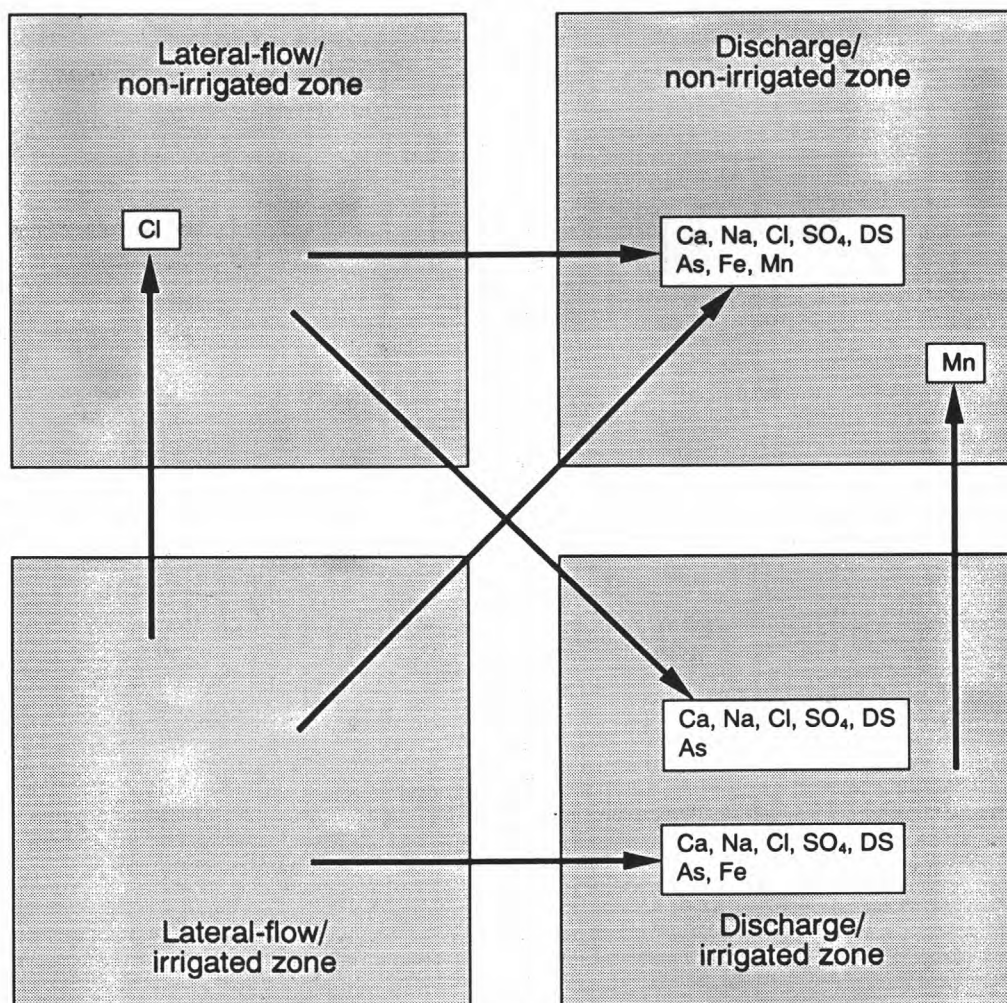 Lateral-flow/
non-irrigated zone
Discharge/
non-irrigated zone
Cl
Ca, Na, Cl, SO₄, DS
As, Fe, Mn
Mn
Ca, Na, Cl, SO₄, DS
As
Ca, Na, Cl, SO₄, DS
As, Fe
Lateral-flow/
irrigated zone
Discharge/
irrigated zone